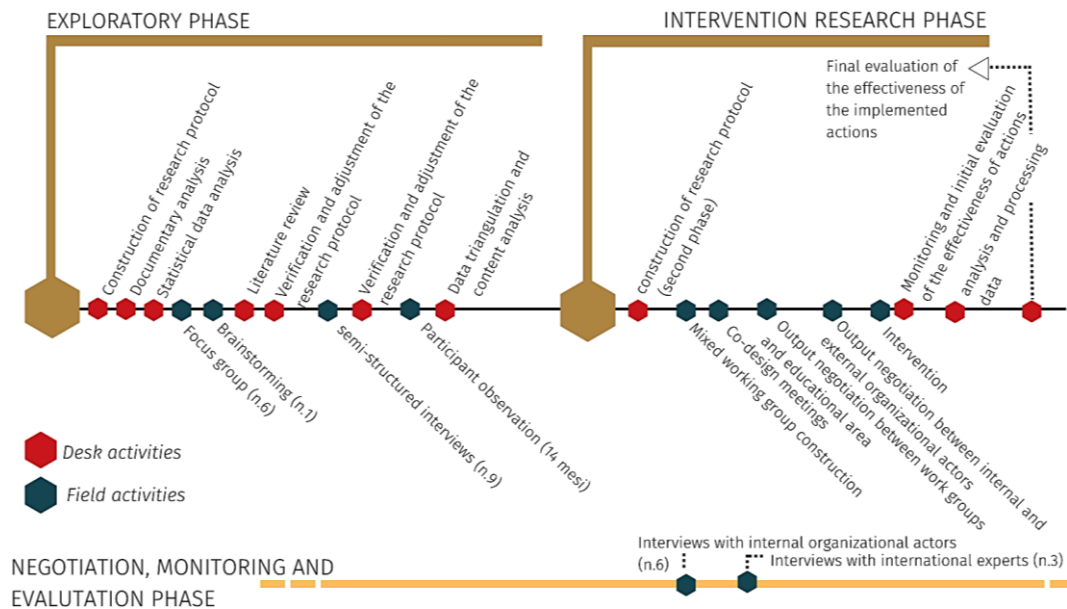 EXPLORATORY PHASE
INTERVENTION RESEARCH PHASE
Final evaluation of
the effectiveness of
the implemented
actions
Construction of research protocol
Documentary analysis
Statistical data analysis
Literature review
Verification and adjustment of the
research protocol
Verification and adjustment of the
research protocol
Data triangulation and
content analysis
construction of research protocol
(second phase)
Monitoring and initial evaluation
of the effectiveness of actions
analysis and processing
data
Focus group (n.6)
Brainstorming (n.1)
semi-structured interviews (n.9)
Participant observation (14 mesi)
Mixed working group construction
Co-design meetings
and educational area
Output negotiation between work groups
external organizational actors
Output negotiation between internal and
Intervention
Desk activities
Field activities
NEGOTIATION, MONITORING AND
EVALUTATION PHASE
Interviews with internal organizational actors
(n.6)
Interviews with international experts (n.3)